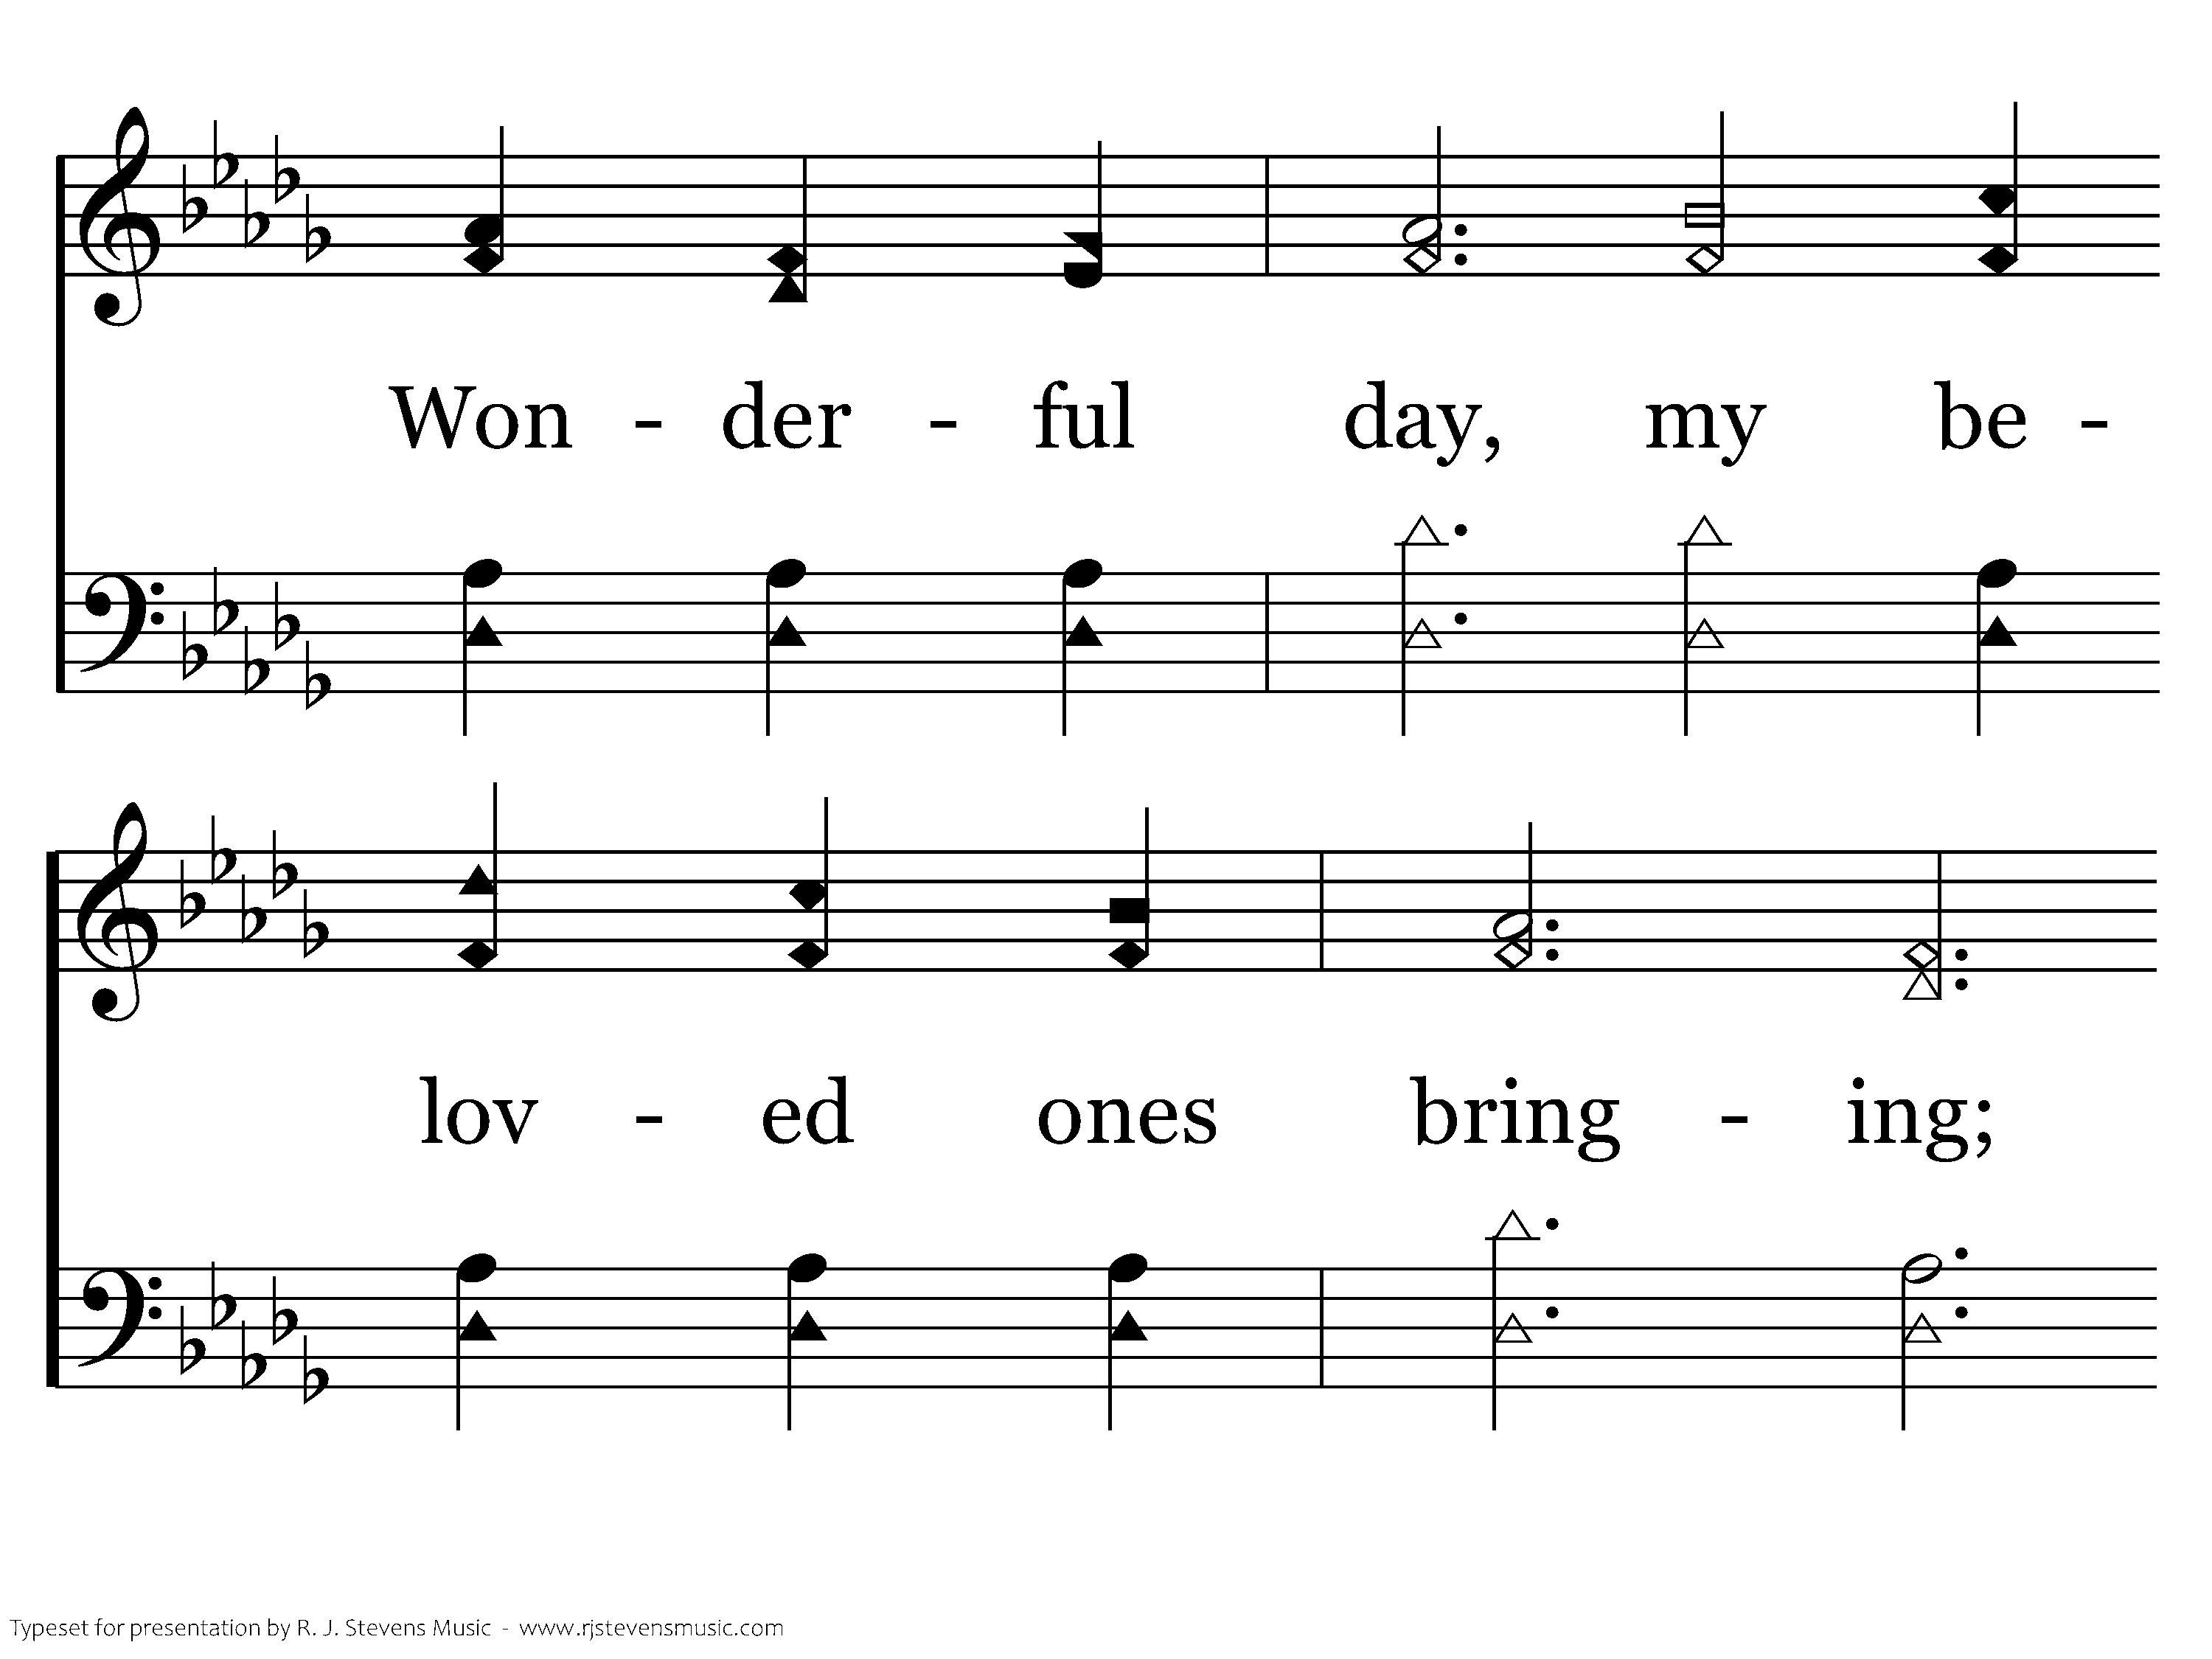 Won - der - ful day, my be -
lov - ed ones bring - ing;
Typeset for presentation by R. J. Stevens Music - www.rjstevensmusic.com